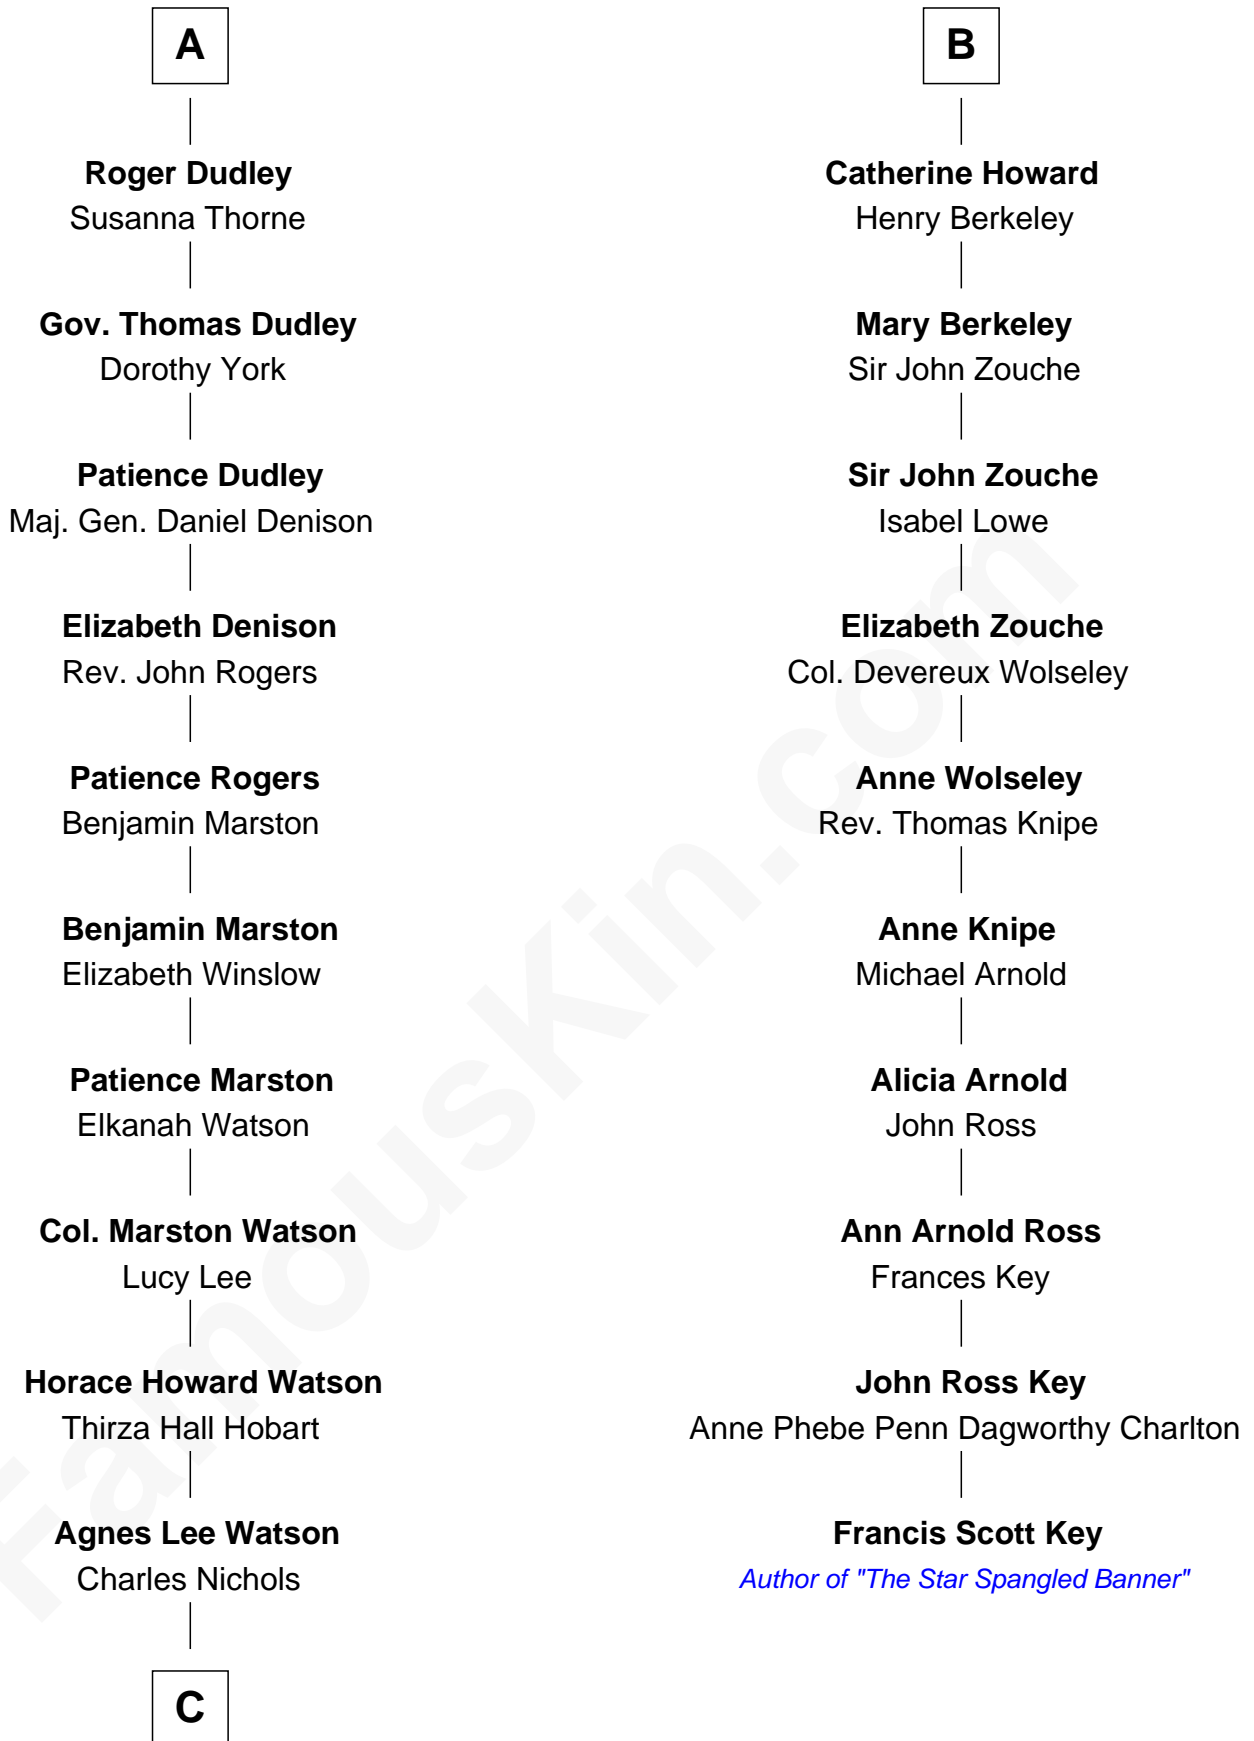 A
Roger Dudley
Susanna Thorne
Gov. Thomas Dudley
Dorothy York
Patience Dudley
Maj. Gen. Daniel Denison
Elizabeth Denison
Rev. John Rogers
Patience Rogers
Benjamin Marston
Benjamin Marston
Elizabeth Winslow
Patience Marston
Elkanah Watson
Col. Marston Watson
Lucy Lee
Horace Howard Watson
Thirza Hall Hobart
Agnes Lee Watson
Charles Nichols
C
B
Catherine Howard
Henry Berkeley
Mary Berkeley
Sir John Zouche
Sir John Zouche
Isabel Lowe
Elizabeth Zouche
Col. Devereux Wolseley
Anne Wolseley
Rev. Thomas Knipe
Anne Knipe
Michael Arnold
Alicia Arnold
John Ross
Ann Arnold Ross
Frances Key
John Ross Key
Anne Phebe Penn Dagworthy Charlton
Francis Scott Key
Author of "The Star Spangled Banner"
FamousKin.com